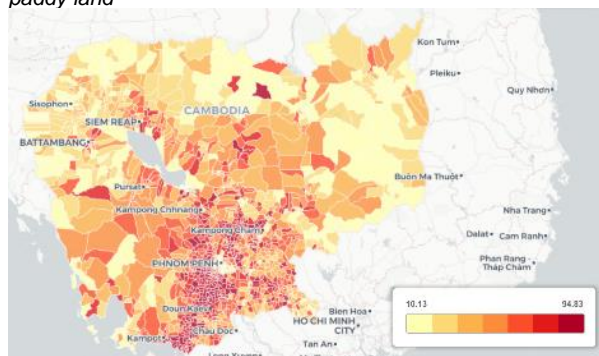 paddy land
Kon Tum
Pleiku
Quy Nhơn
Sisophon
CAMBODIA
SIEM REAP
BATTAMBANG
Buôn Ma Thuột
Pursat
Nha Trang
Kampong Chhnang
Kampong Cham
Dalat Cam Ranh
PHNOM PENH
Phan Rang -
Tháp Chàm
10.13 94.83
Doun Kaev
Bien Hoa
HO CHI MINH
CITY
Kampot
Chau Doc
Tan An